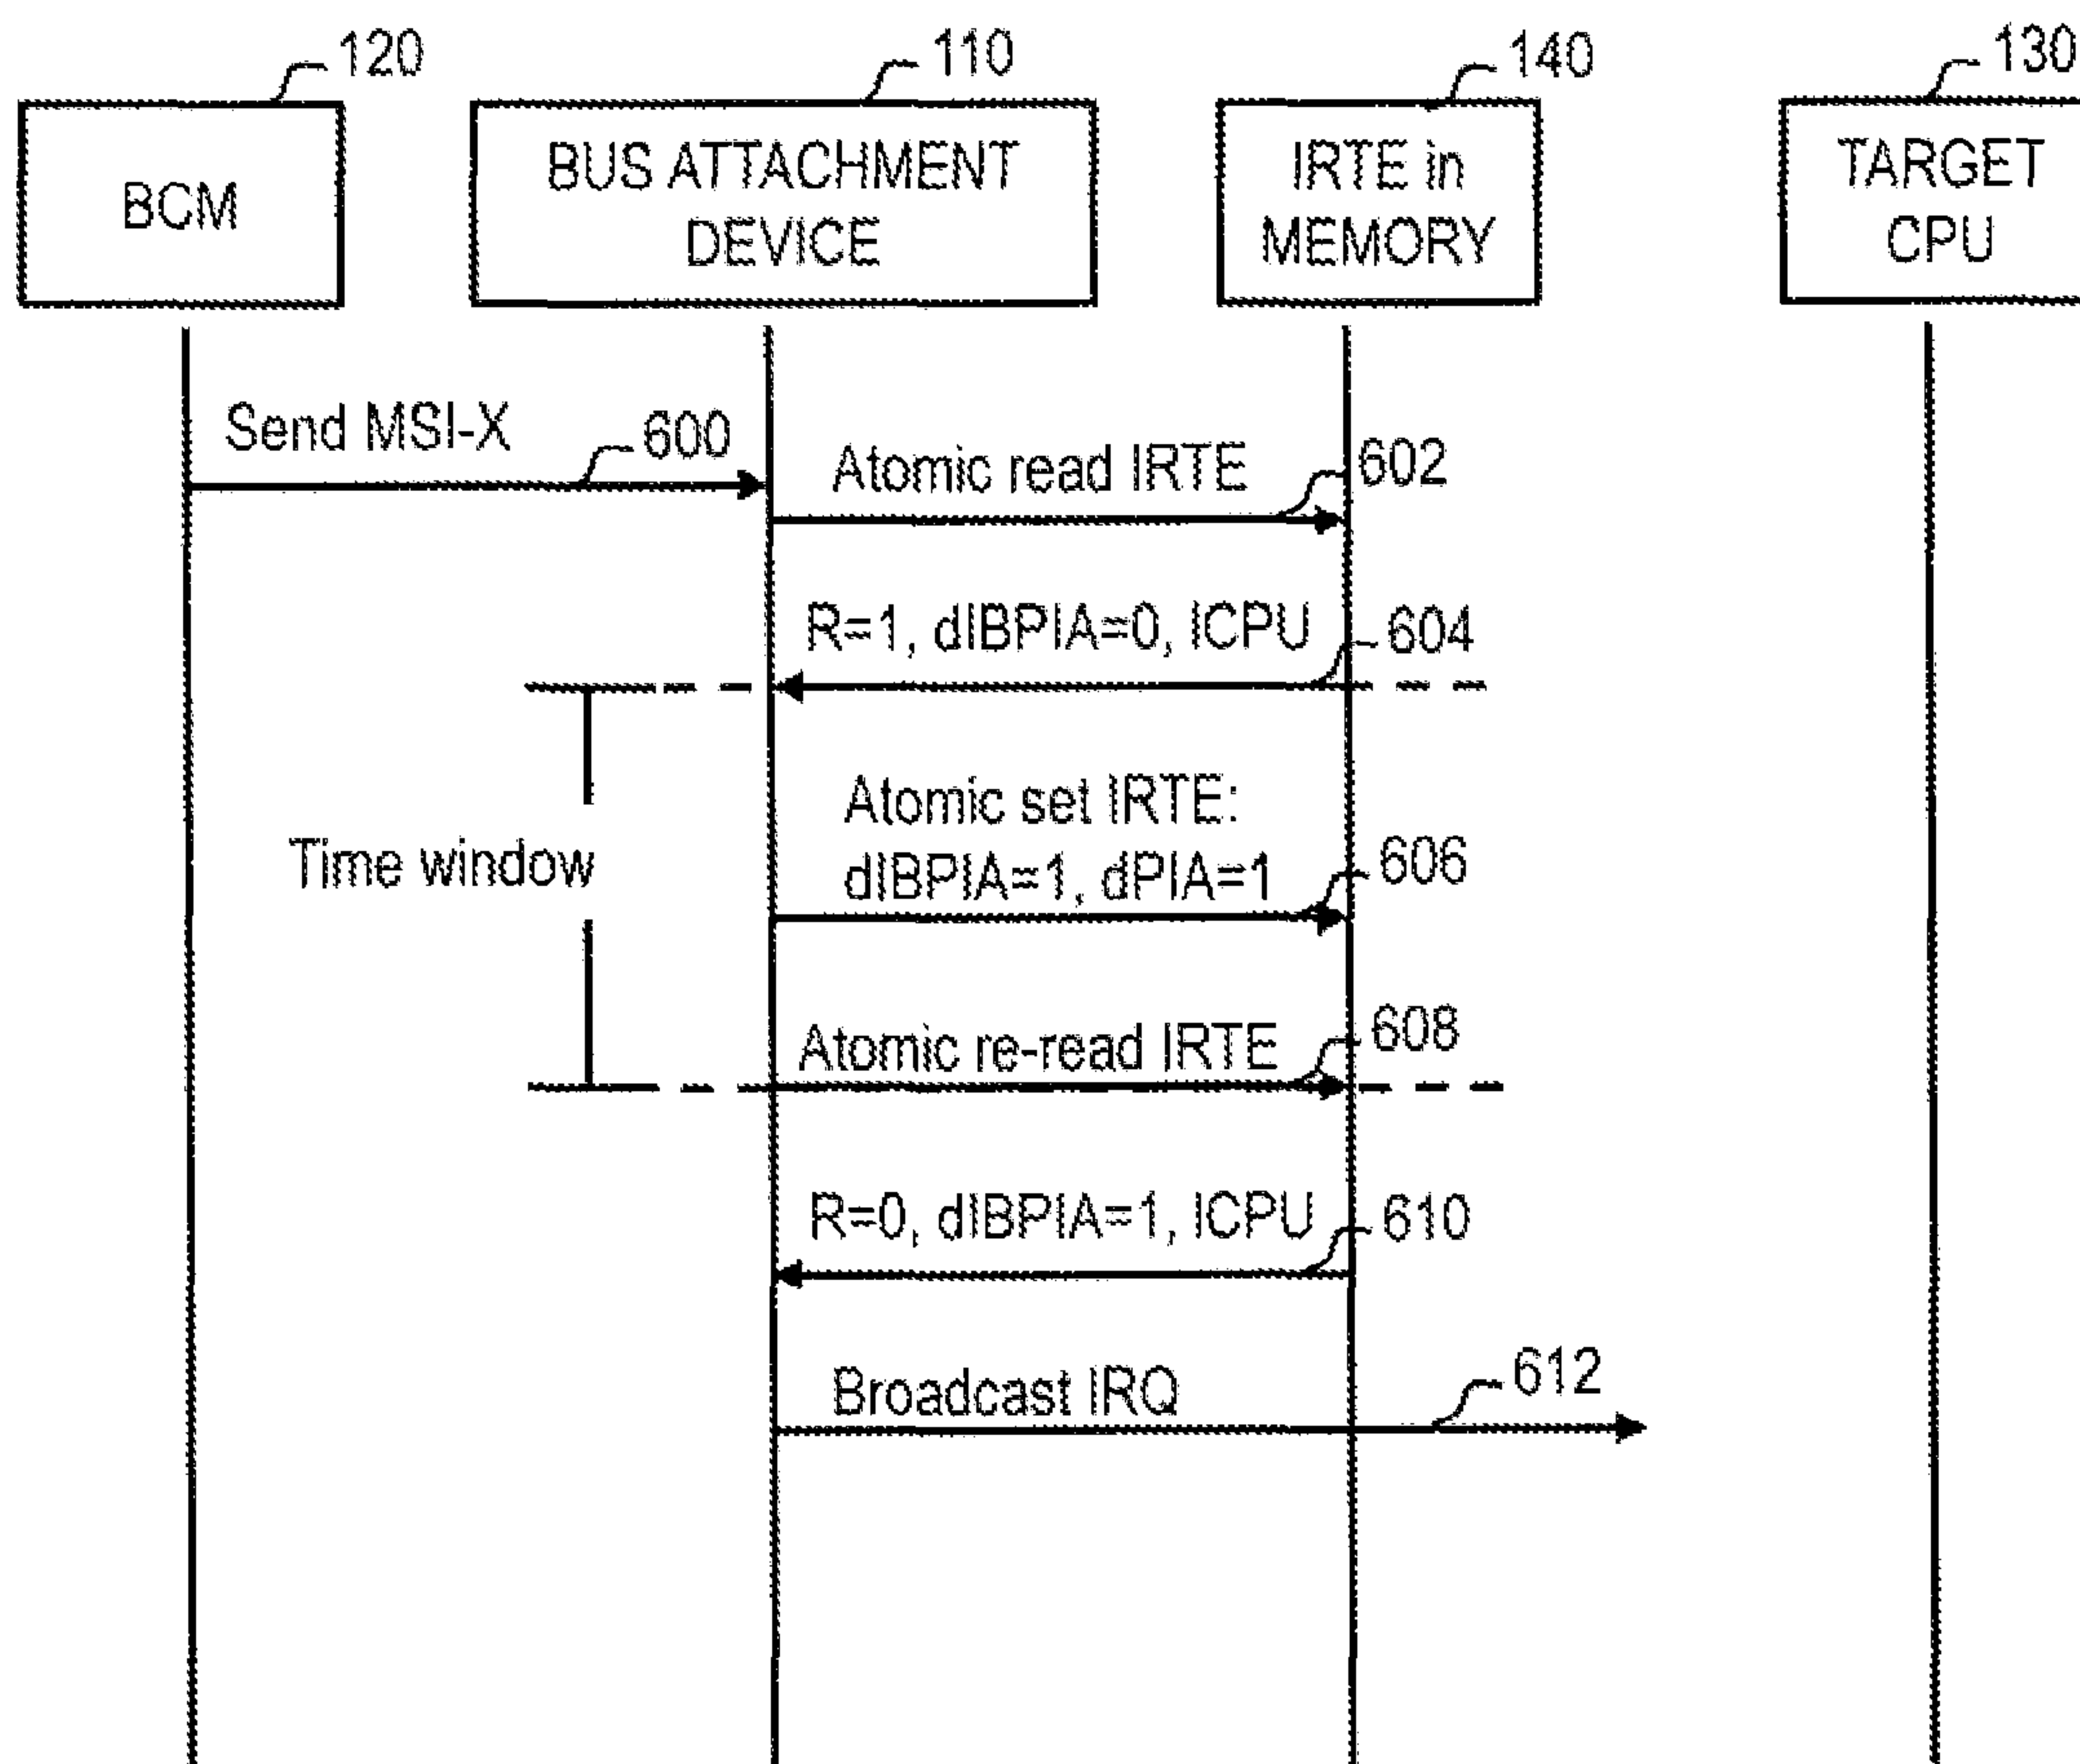 120
110
140
130
BCM
BUS ATTACHMENT
DEVICE
IRTE in
MEMORY
TARGET
CPU
Send MSI-X
600
Atomic read IRTE
602
R=1, dIBPIA=0, ICPU
604
Atomic set IRTE:
dIBPIA=1, dPIA=1
606
Time window
Atomic re-read IRTE
608
R=0, dIBPIA=1, ICPU
610
Broadcast IRQ
612